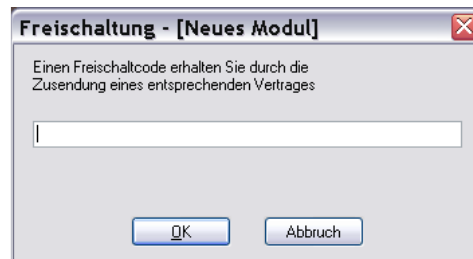 Freischaltung - [Neues Modul]
Einen Freischaltcode erhalten Sie durch die
Zusendung eines entsprechenden Vertrages
OK
Abbruch